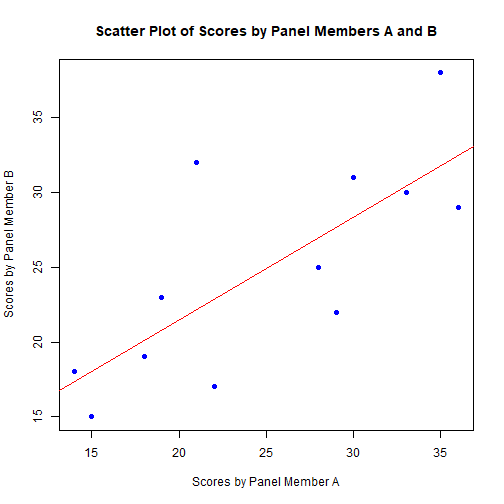 Scatter Plot of Scores by Panel Members A and B
Scores by Panel Member B
35
30
25
20
15
15 20 25 30 35
Scores by Panel Member A